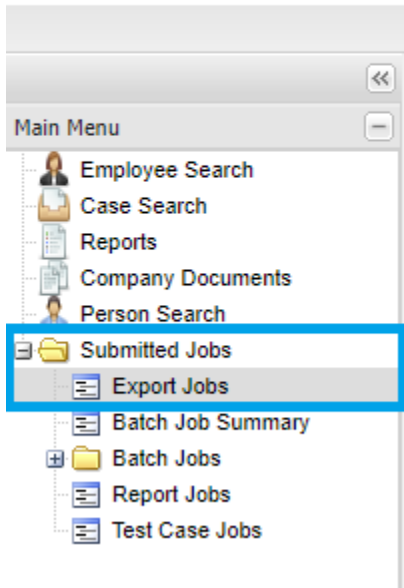 Main Menu
Employee Search
Case Search
Reports
Company Documents
Person Search
Submitted Jobs
Export Jobs
Batch Job Summary
Batch Jobs
Report Jobs
Test Case Jobs